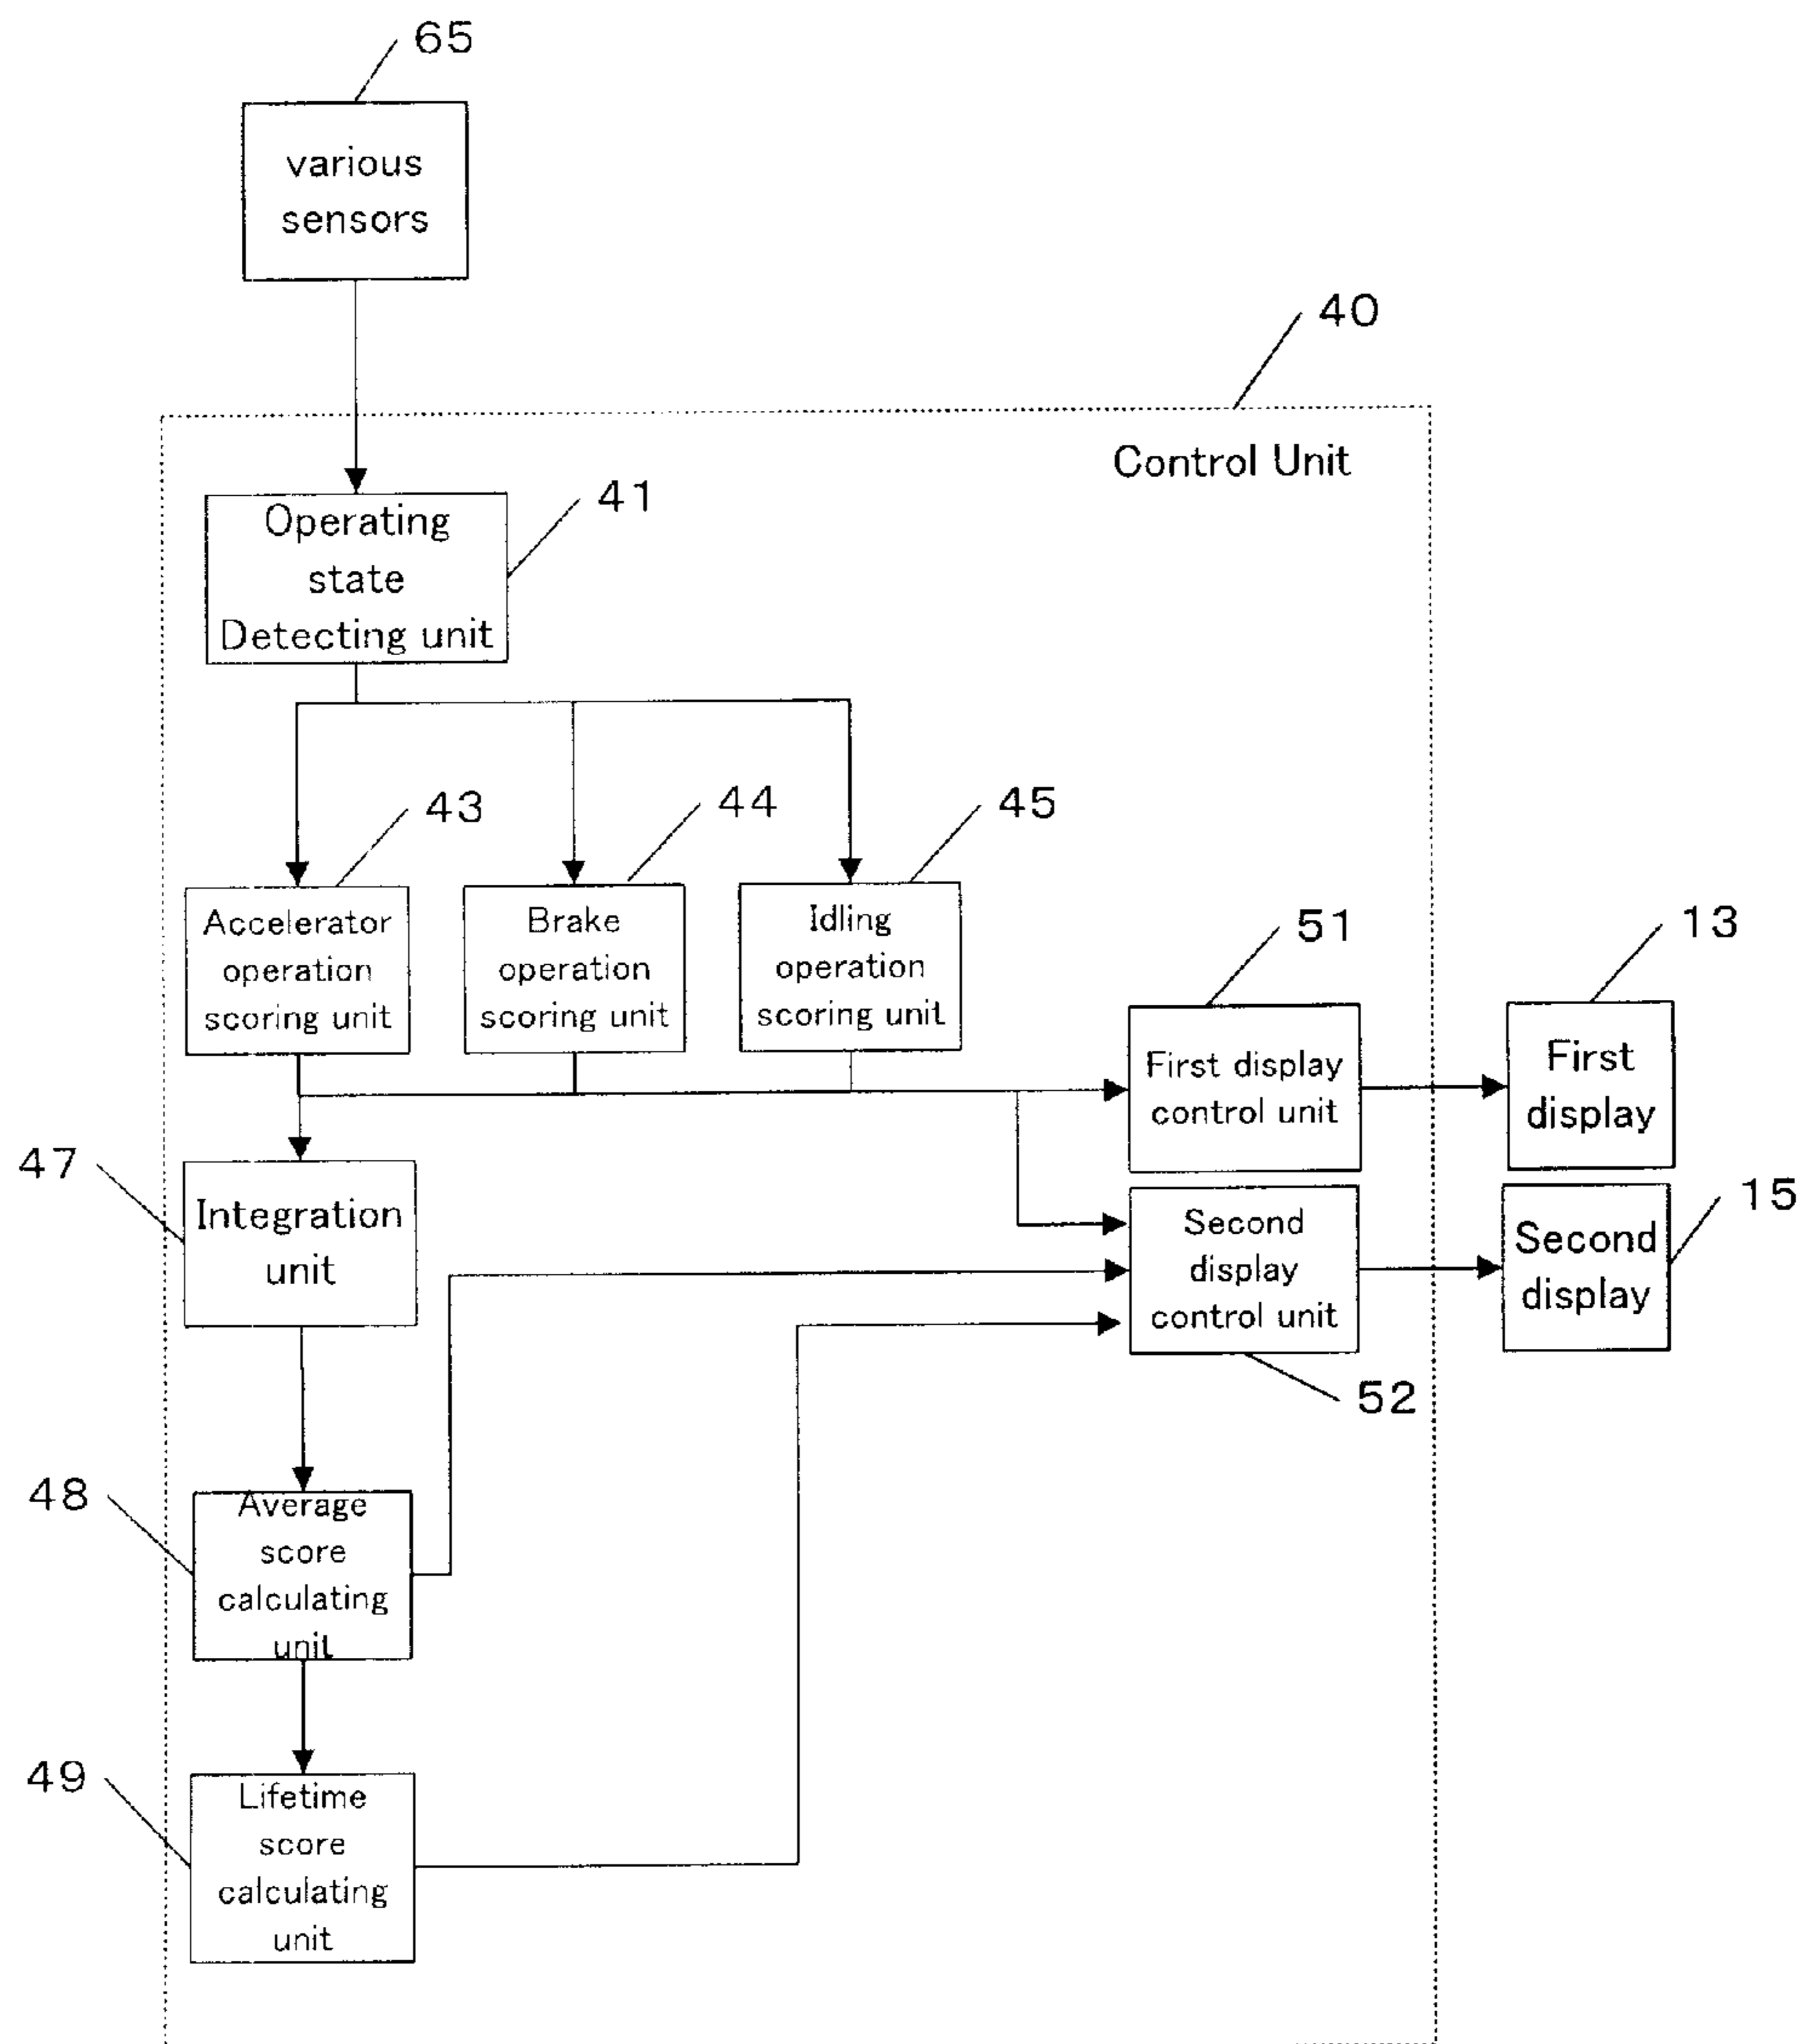 65
various
sensors
40
Control Unit
41
Operating
state
Detecting unit
43
44
45
Accelerator
operation
scoring unit
Brake
operation
scoring unit
Idling
operation
scoring unit
51
13
First display
control unit
First
display
47
Integration
unit
Second
display
control unit
Second
display
15
52
48
Average
score
calculating
unit
49
Lifetime
score
calculating
unit